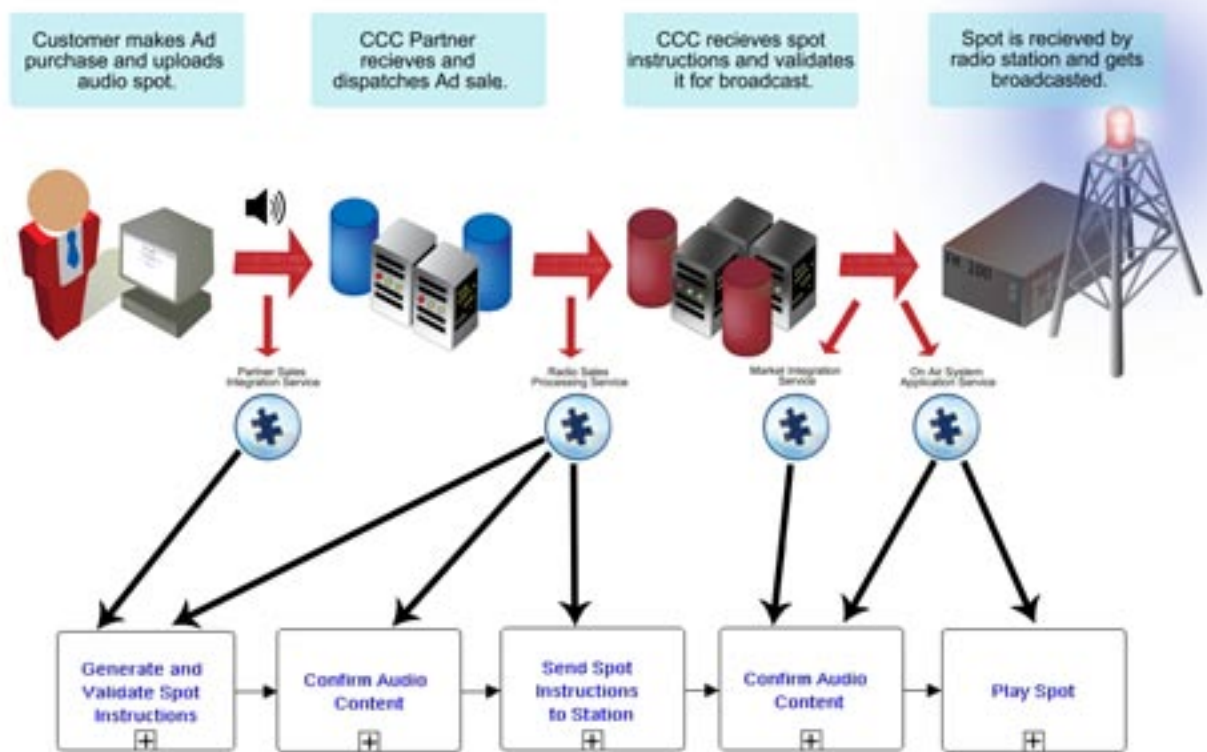 Customer makes Ad
purchase and uploads
audio spot.
CCC Partner
recieves and
dispatches Ad sale.
CCC recieves spot
instructions and validates
it for broadcast.
Spot is recieved by
radio station and gets
broadcasted.
FM 100
Partner Sales
Integration Service
Radio Sales
Processing Service
Market Integration
Service
On Air System
Application Service
Generate and
Validate Spot
Instructions
Confirm Audio
Content
Send Spot
Instructions
to Station
Confirm Audio
Content
Play Spot